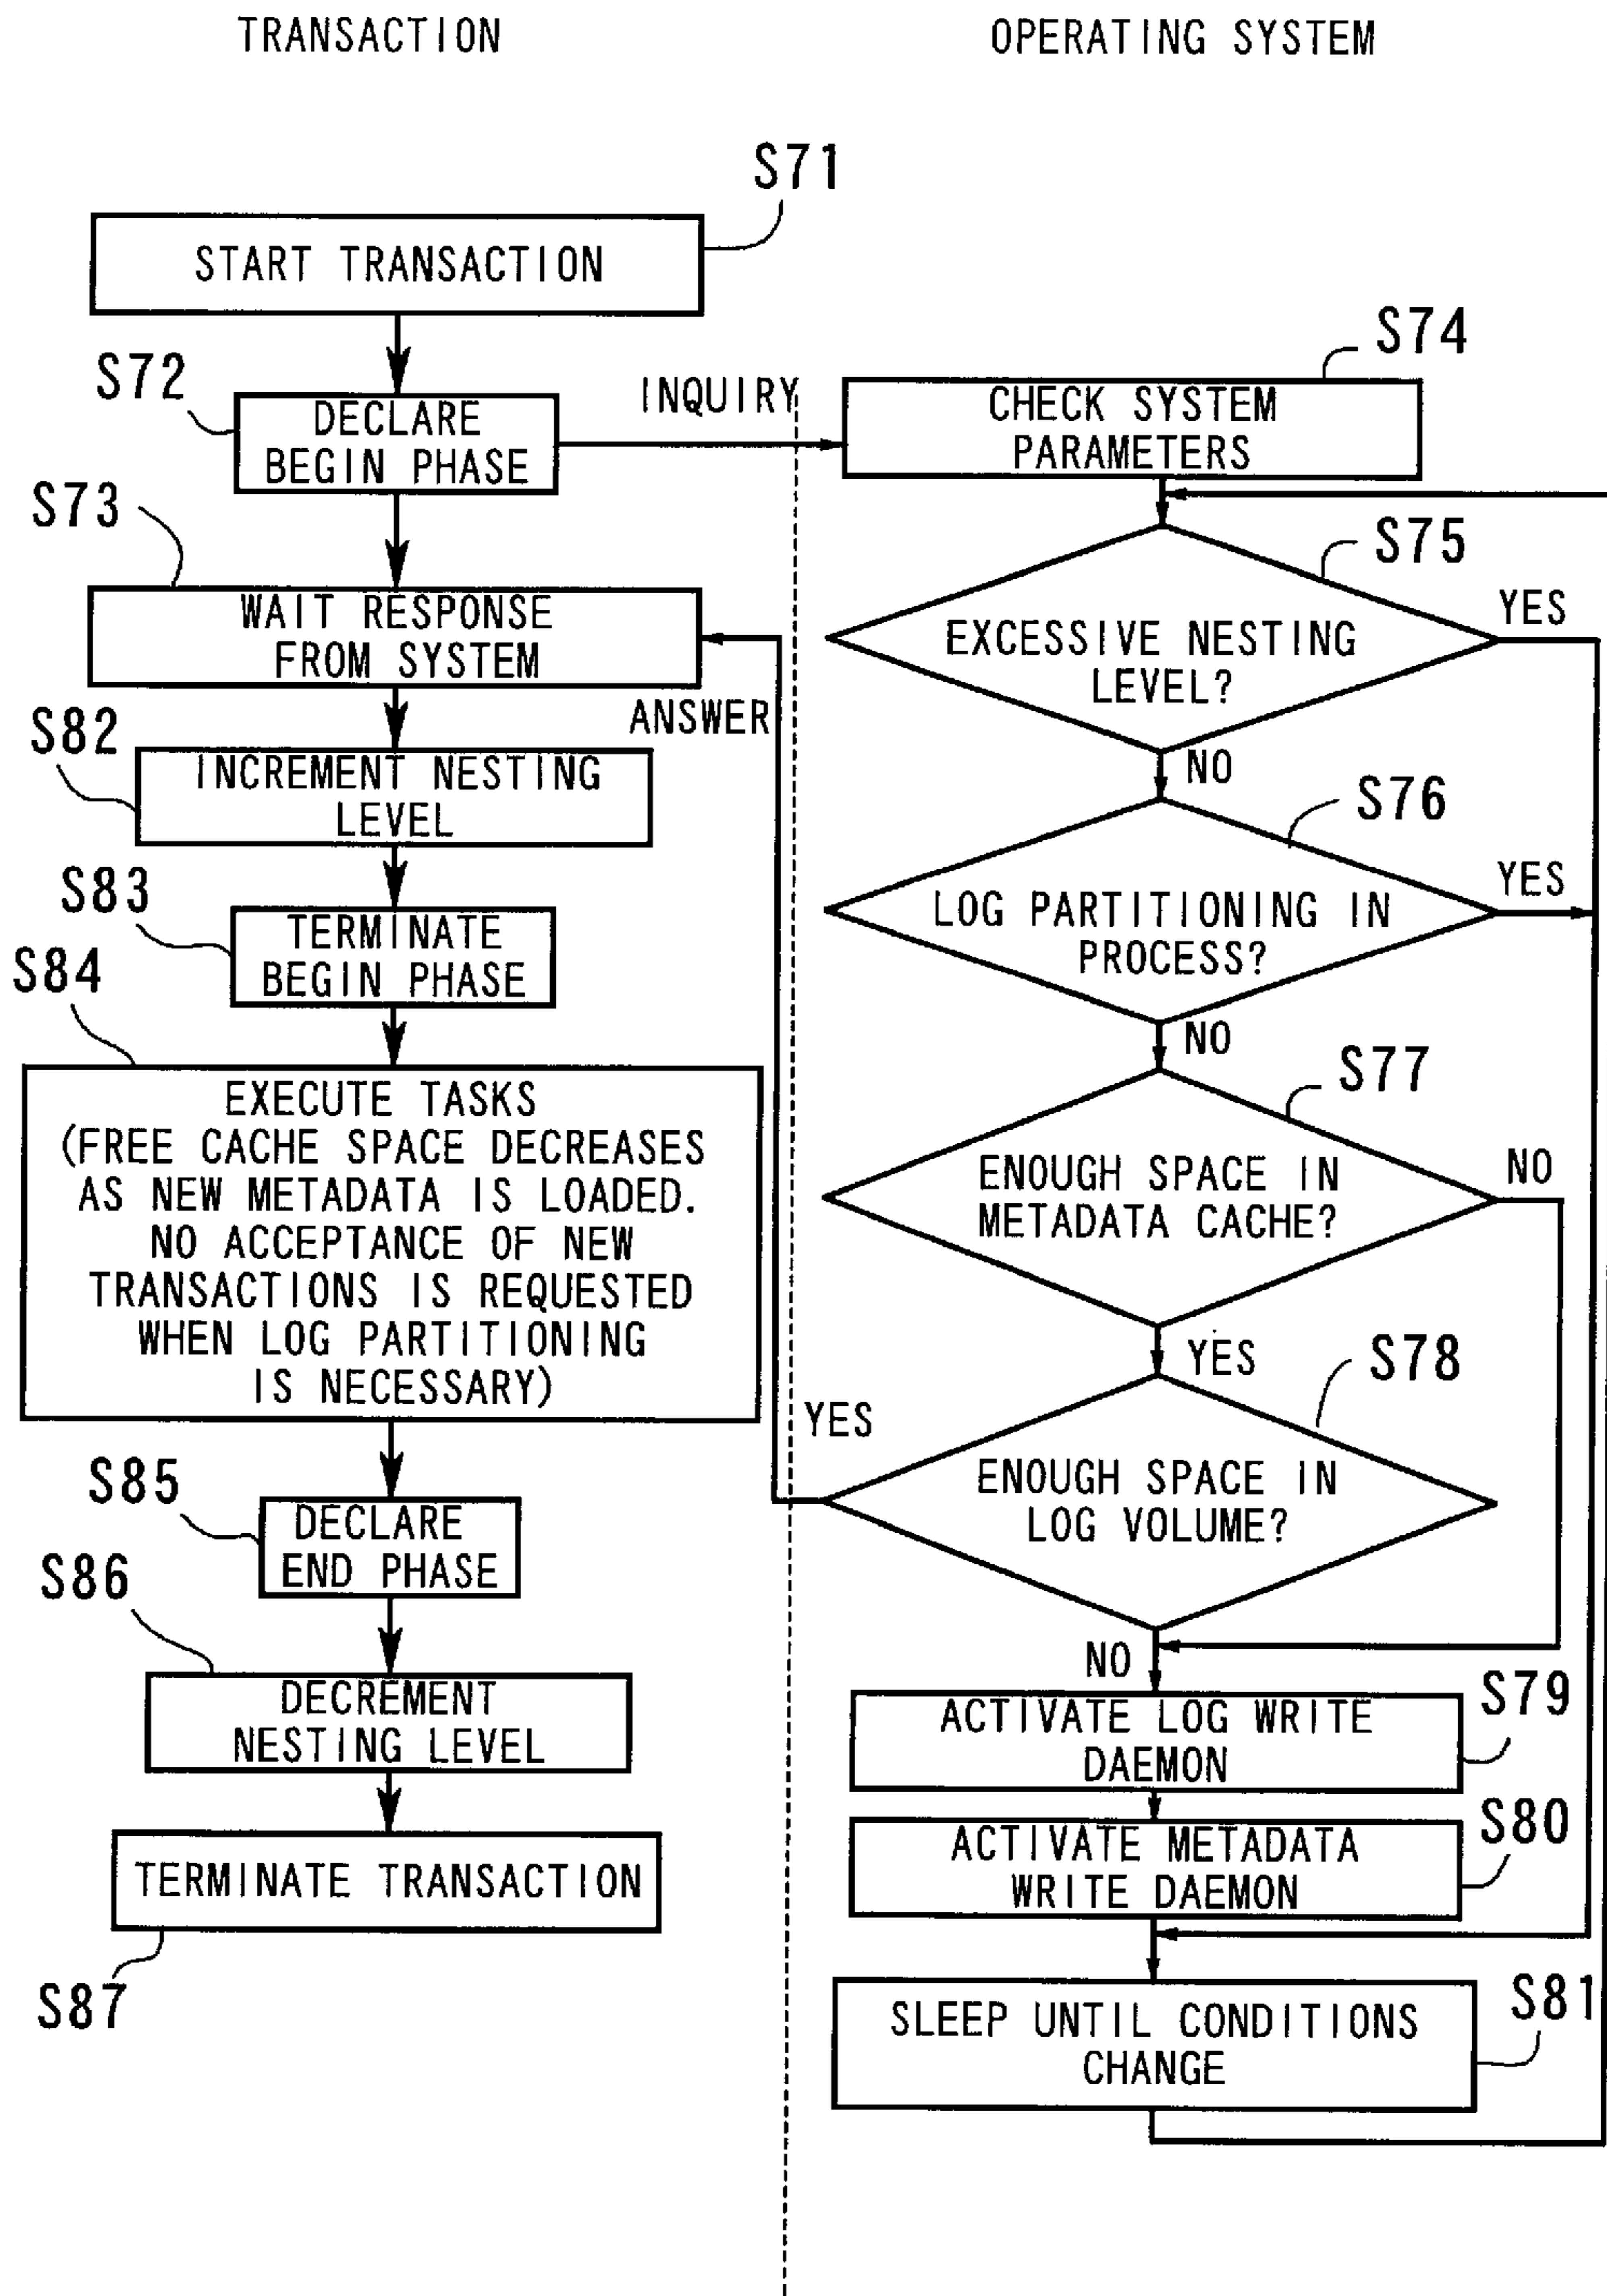 TRANSACTION
OPERATING SYSTEM
S71
START TRANSACTION
S72
DECLARE
BEGIN PHASE
INQUIRY
S73
WAIT RESPONSE
FROM SYSTEM
ANSWER
S82
INCREMENT NESTING
LEVEL
S83
TERMINATE
BEGIN PHASE
S84
EXECUTE TASKS
(FREE CACHE SPACE DECREASES
AS NEW METADATA IS LOADED.
NO ACCEPTANCE OF NEW
TRANSACTIONS IS REQUESTED
WHEN LOG PARTITIONING
IS NECESSARY)
S85
DECLARE
END PHASE
S86
DECREMENT
NESTING LEVEL
TERMINATE TRANSACTION
S87
S74
CHECK SYSTEM
PARAMETERS
S75
EXCESSIVE NESTING
LEVEL?
YES
NO
S76
LOG PARTITIONING IN
PROCESS?
YES
NO
S77
ENOUGH SPACE IN
METADATA CACHE?
NO
YES
S78
ENOUGH SPACE IN
LOG VOLUME?
YES
NO
S79
ACTIVATE LOG WRITE
DAEMON
S80
ACTIVATE METADATA
WRITE DAEMON
S81
SLEEP UNTIL CONDITIONS
CHANGE